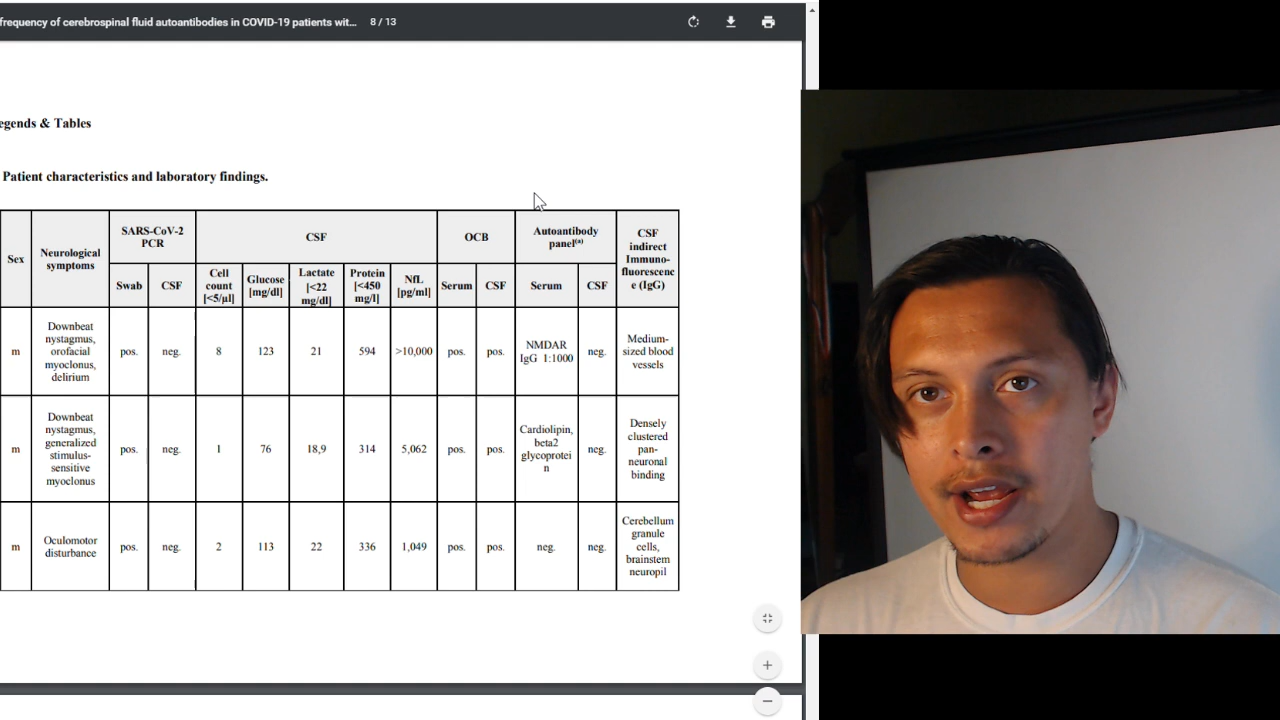 frequency of cerebrospinal fluid autoantibodies in COVID-19 patients wit... 8 / 13
egends & Tables
Patient characteristics and laboratory findings.
Sex
Neurological
symptoms
SARS-CoV-2
PCR
Swab
CSF
CSF
Cell
count
[<5/µl]
Glucose
[mg/dl]
Lactate
[<22
mg/dl]
Protein
[<450
mg/l]
NfL
[pg/ml]
OCB
Serum
CSF
Autoantibody
panel(a)
Serum
CSF
CSF
indirect
Immuno-
fluorescenc
e (IgG)
m
Downbeat
nystagmus,
orofacial
myoclonus,
delirium
pos.
neg.
8
123
21
594
>10,000
pos.
pos.
NMDAR
IgG 1:1000
neg.
Medium-
sized blood
vessels
m
Downbeat
nystagmus,
generalized
stimulus-
sensitive
myoclonus
pos.
neg.
1
76
18,9
314
5,062
pos.
pos.
Cardiolipin,
beta2
glycoprotei
n
neg.
Densely
clustered
pan-
neuronal
binding
m
Oculomotor
disturbance
pos.
neg.
2
113
22
336
1,049
pos.
pos.
neg.
neg.
Cerebellum
granule
cells,
brainstem
neuropil